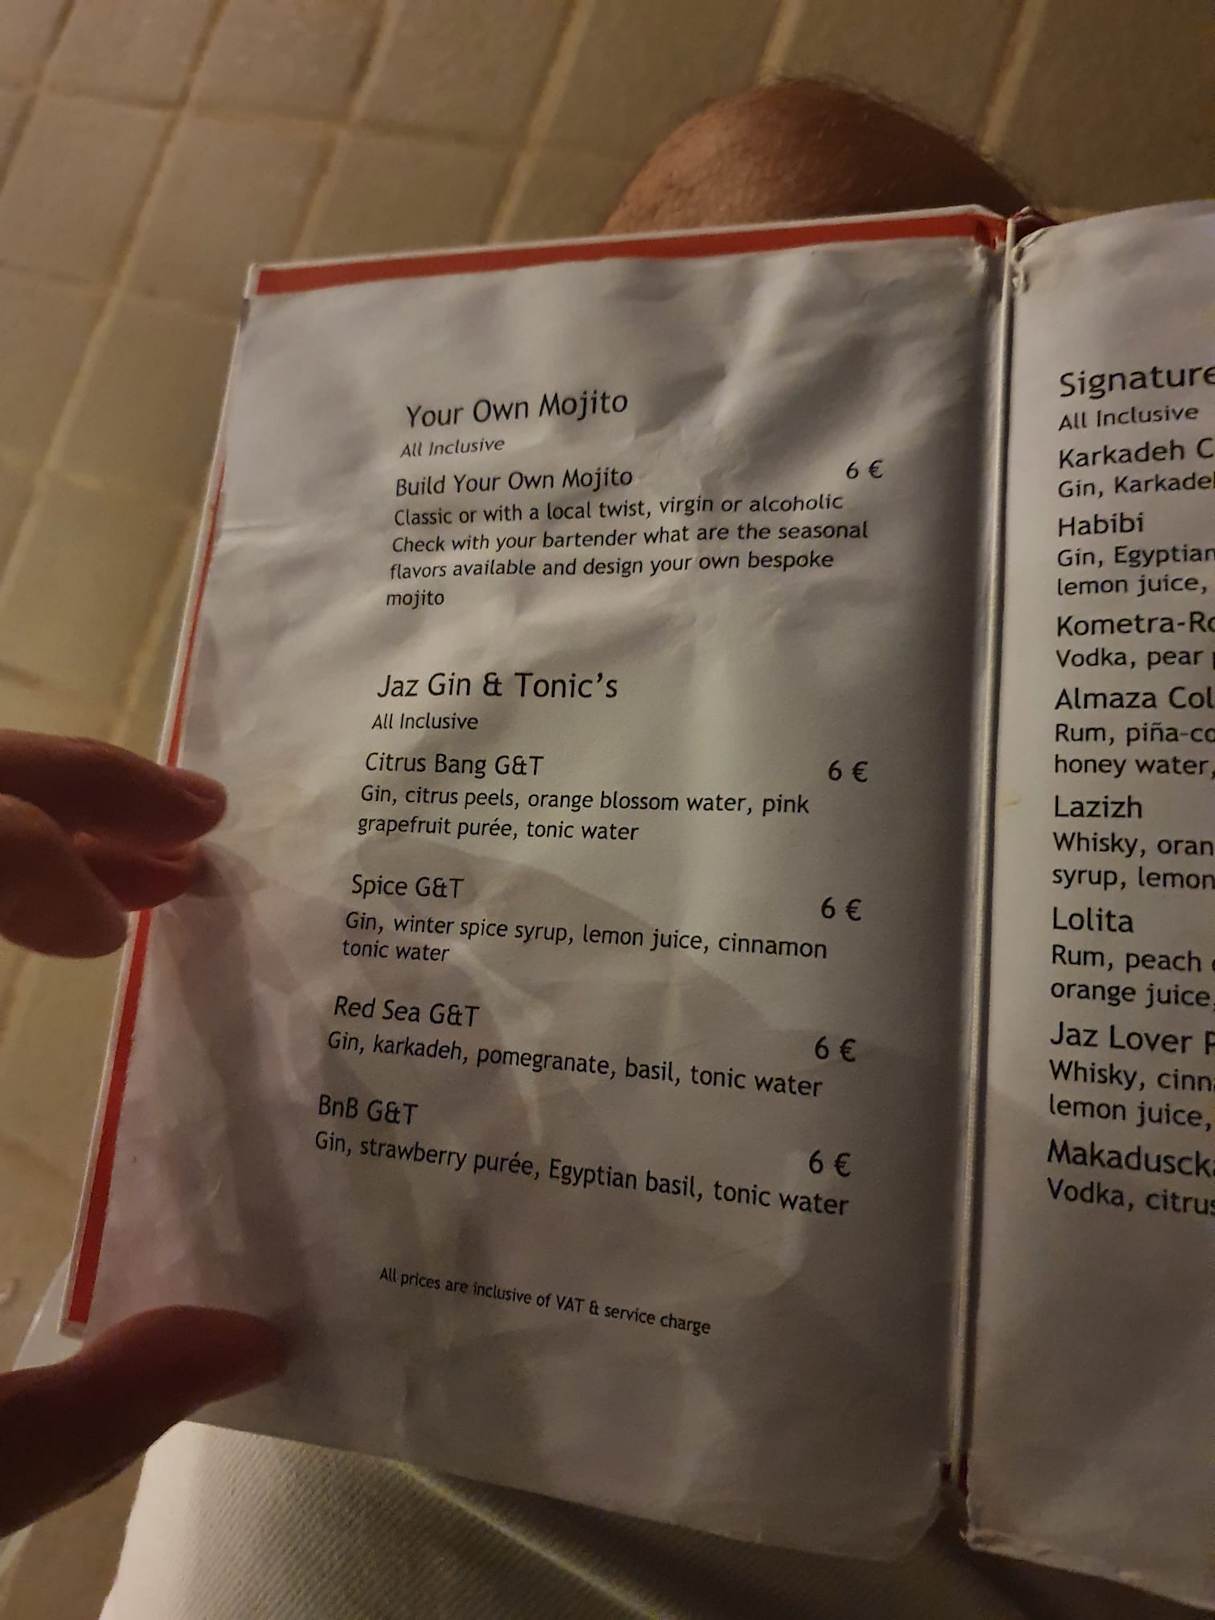 Your Own Mojito
All Inclusive
Build Your Own Mojito 6 €
Classic or with a local twist, virgin or alcoholic
Check with your bartender what are the seasonal
flavors available and design your own bespoke
mojito
Jaz Gin & Tonic's
All Inclusive
Citrus Bang G&T 6 €
Gin, citrus peels, orange blossom water, pink
grapefruit purée, tonic water
Spice G&T 6 €
Gin, winter spice syrup, lemon juice, cinnamon
tonic water
Red Sea G&T 6 €
Gin, karkadeh, pomegranate, basil, tonic water
BnB G&T 6 €
Gin, strawberry purée, Egyptian basil, tonic water
All prices are inclusive of VAT & service charge
Signature
All Inclusive
Karkadeh
Gin,
Habibi
Gin, Egyptian
lemon juice,
Vodka, pear
Almaza
Rum,
honey water,
Lazizh
Whisky,
syrup, lemon
Lolita
Rum, peach
orange juice,
Jaz Lover
Whisky,
lemon juice,
Vodka,